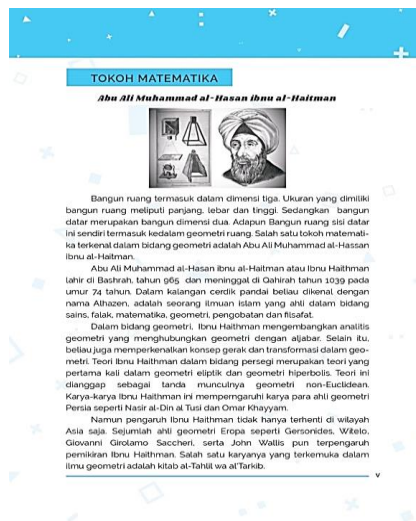 TOKOH MATEMATIKA
Abu Ali Muhammad al-Hasan ibnu al-Haitman
Bangun ruang termasuk dalam dimensi tiga. Ukuran yang dimiliki
bangun ruang meliputi panjang, lebar dan tinggi. Sedangkan bangun
datar merupakan bangun dimensi dua. Adapun Bangun ruang sisi datar
ini sendiri termasuk kedalam geometri ruang. Salah satu tokoh matemati-
ka terkenal dalam bidang geometri adalah Abu Ali Muhammad al-Hassan
ibnu al-Haitman.
Abu Ali Muhammad al-Hasan ibnu al-Haitman atau Ibnu Haithman
lahir di Bashrah, tahun 965 dan meninggal di Gahirah tahun 1039 pada
umur 74 tahun. Dalam kalangan cerdik pandai beliau dikenal dengan
nama Alhazen, adalah seorang ilmuan islam yang ahli dalam bidang
sains, falak, matematika, geometri, pengobatan dan filsafat.
Dalam bidang geometri, Ibnu Haithman mengembangkan analitis
geometri yang menghubungkan geometri dengan aljabar. Selain itu,
beliau juga memperkenalkan konsep gerak dan transformasi dalam geo-
metri. Teori Ibnu Haithman dalam bidang persegi merupakan teori yang
pertama kali dalam geometri eliptik dan geometri hiperbolis. Teori ini
dianggap sebagai tanda munculnya geometri non-Euclidean.
Karya-karya Ibnu Haithman ini memperngaruhi karya para ahli geometri
Persia seperti Nasir al-Din al Tusi dan Omar Khayyam.
Namun pengaruh Ibnu Haithman tidak hanya terhenti di wilayah
Asia saja. Sejumlah ahli geometri Eropa seperti Gersonides, Witelo,
Giovanni Girolamo Saccheri, serta John Wallis pun terpengaruh
pemikiran Ibnu Haithman. Salah satu karyanya yang terkemuka dalam
ilmu geometri adalah kitab al-Tahlil wa al'Tarkib.
v